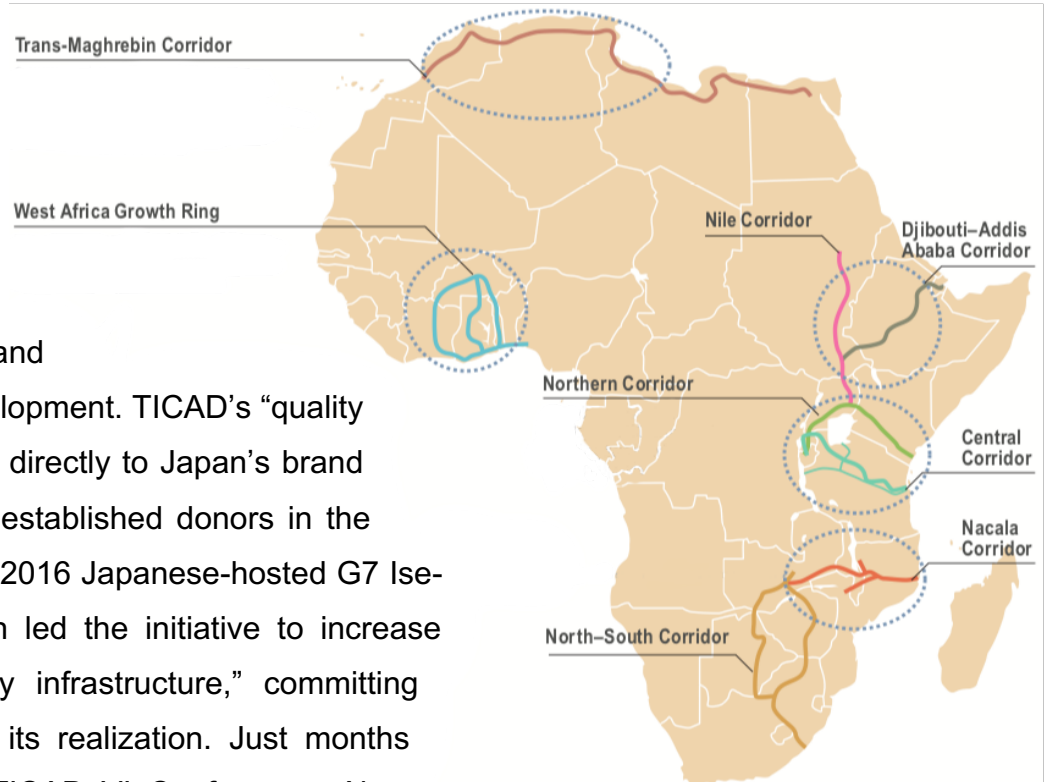 Trans-Maghrebin Corridor
West Africa Growth Ring
Nile Corridor
Djibouti–Addis
Ababa Corridor
Northern Corridor
Central
Corridor
Nacala
Corridor
North–South Corridor
and
lopment. TICAD’s “quality
directly to Japan’s brand
established donors in the
2016 Japanese-hosted G7 Ise-
led the initiative to increase
y infrastructure,” committing
its realization. Just months